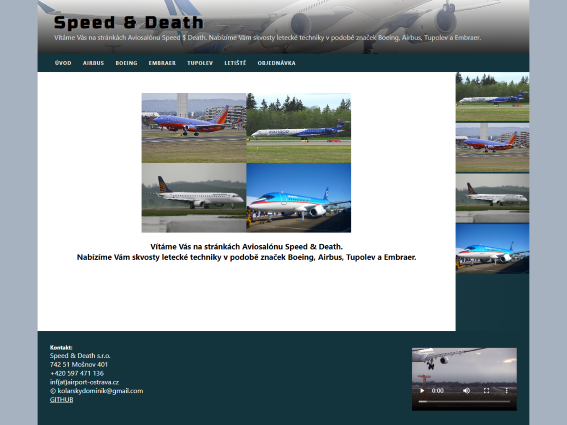 Speed & Death
Vítáme Vás na stránkách Aviosalónu Speed $ Death. Nabízíme Vám skvosty letecké techniky v podobě značek Boeing, Airbus, Tupolev a Embraer.
ÚVOD AIRBUS BOEING EMBRAER TUPOLEV LETIŠTĚ OBJEDNÁVKA
Vítáme Vás na stránkách Aviosalónu Speed & Death.
Nabízíme Vám skvosty letecké techniky v podobě značek Boeing, Airbus, Tupolev a Embraer.
Kontakt:
Speed & Death s.r.o.
742 51 Mošnov 401
+420 597 471 136
inf(at)airport-ostrava.cz
© kolarskydominik@gmail.com
GITHUB
0:00